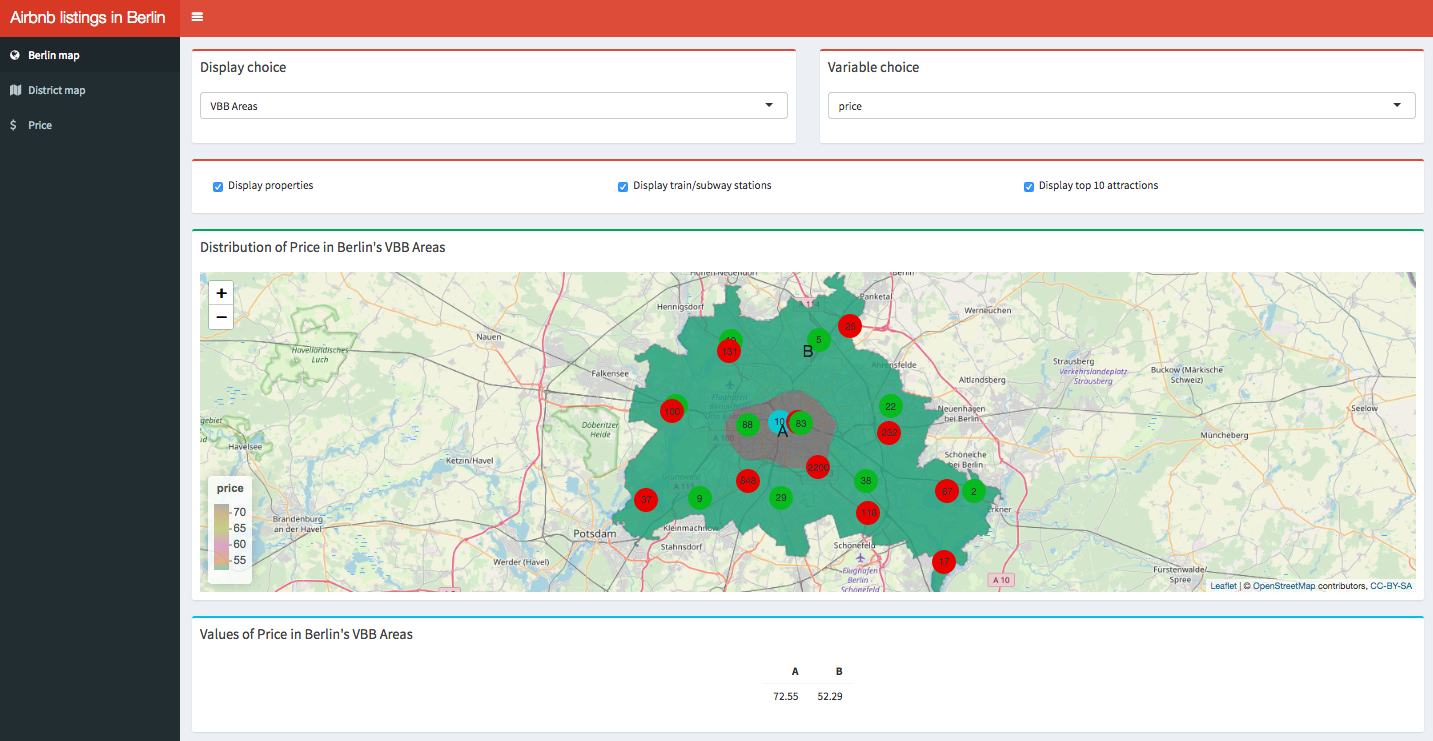 Airbnb listings in Berlin
Berlin map
District map
Price
Display choice
Variable choice
VBB Areas
price
Display properties
Display train/subway stations
Display top 10 attractions
Distribution of Price in Berlin's VBB Areas
+
−
Hennigsdorf
Panketal
Werneuchen
Nauen
Havelländisches
Luch
Falkensee
Strausberg
Verkehrslandeplatz
Strausberg
Buckow (Märkische
Schweiz)
Altlandsberg
Seelow
Neuenhagen
bei Berlin
Müncheberg
Döberitzer
Heide
Havelsee
Ketzin/Havel
Schöneiche
bei Berlin
Brandenburg
an der Havel
Potsdam
Kleinmachnow
Stahnsdorf
Werder (Havel)
Schönefeld
Flughafen
Berlin
Schönefeld
A 10
Fürstenwalde/
Spree
25
5
B
131
100
22
232
88
10
83
A
A 100
2200
848
38
37
9
29
116
67
2
17
price
70
65
60
55
Leaflet | © OpenStreetMap contributors, CC-BY-SA
Values of Price in Berlin's VBB Areas
A B
72.55 52.29